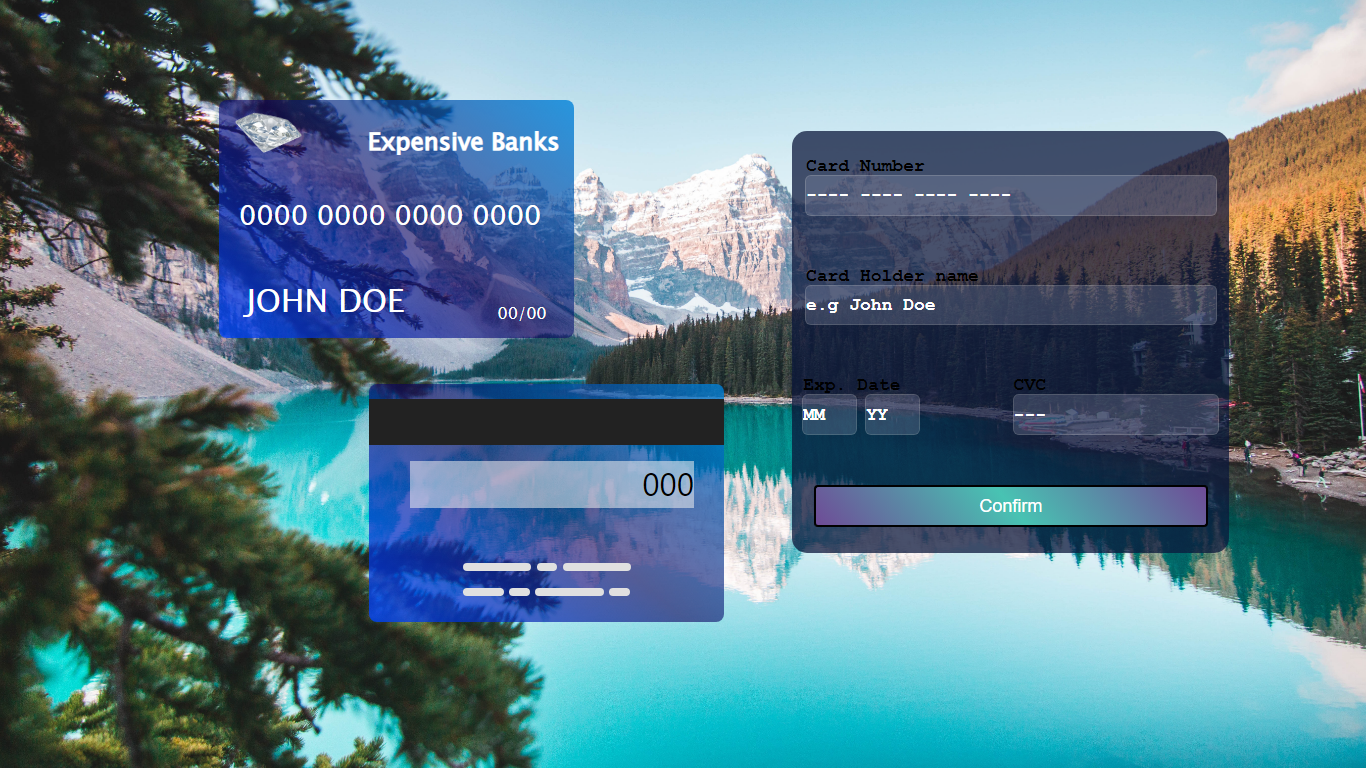 Expensive Banks
0000 0000 0000 0000
JOHN DOE
00/00
000
Card Number
---- ---- ---- ----
Card Holder name
e.g John Doe
Exp. Date
CVC
MM
YY
---
Confirm